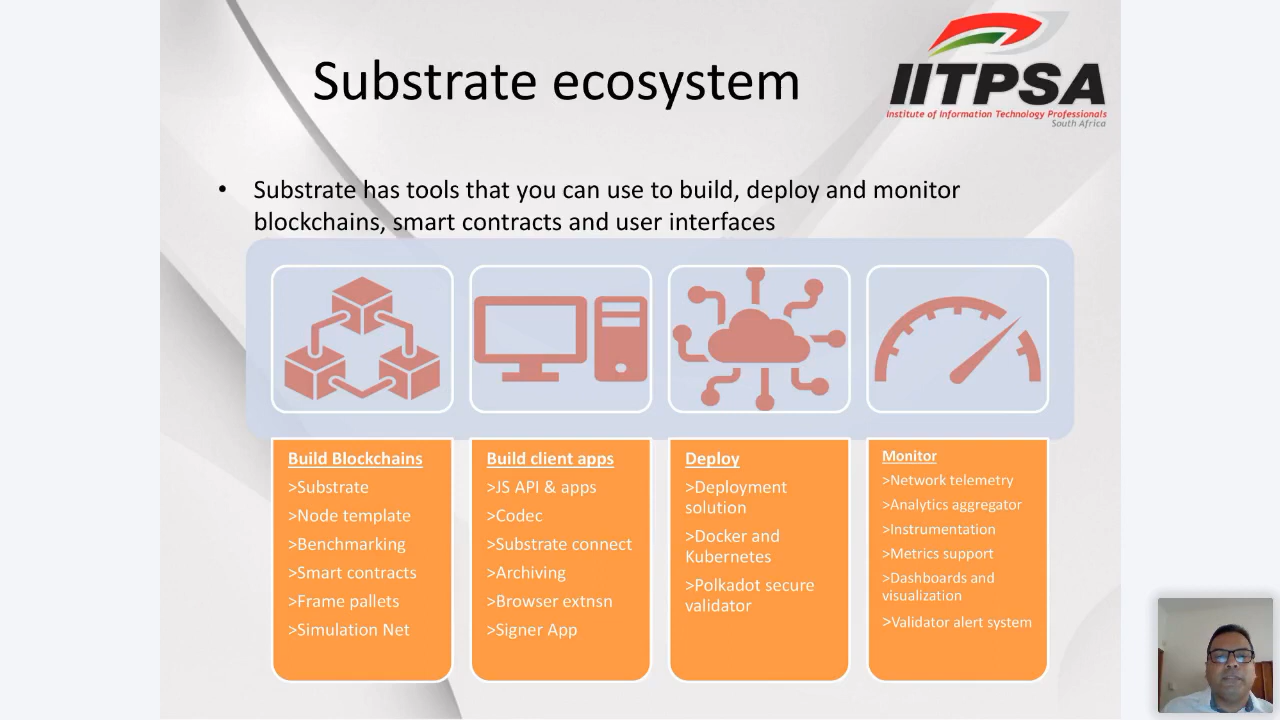 Substrate ecosystem
IITPSA
Institute of Information Technology Professionals
South Africa
• Substrate has tools that you can use to build, deploy and monitor
blockchains, smart contracts and user interfaces
Build Blockchains
>Substrate
>Node template
>Benchmarking
>Smart contracts
>Frame pallets
>Simulation Net
Build client apps
>JS API & apps
>Codec
>Substrate connect
>Archiving
>Browser extnsn
>Signer App
Deploy
>Deployment
solution
>Docker and
Kubernetes
>Polkadot secure
validator
Monitor
>Network telemetry
>Analytics aggregator
>Instrumentation
>Metrics support
>Dashboards and
visualization
>Validator alert system